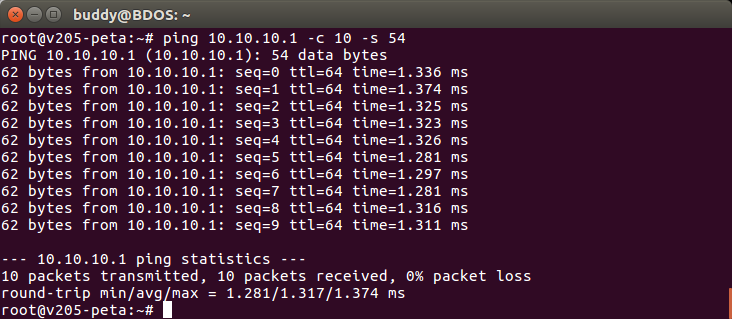 buddy@BDOS: ~
root@v205-peta:~# ping 10.10.10.1 -c 10 -s 54
PING 10.10.10.1 (10.10.10.1): 54 data bytes
62 bytes from 10.10.10.1: seq=0 ttl=64 time=1.336 ms
62 bytes from 10.10.10.1: seq=1 ttl=64 time=1.374 ms
62 bytes from 10.10.10.1: seq=2 ttl=64 time=1.325 ms
62 bytes from 10.10.10.1: seq=3 ttl=64 time=1.323 ms
62 bytes from 10.10.10.1: seq=4 ttl=64 time=1.326 ms
62 bytes from 10.10.10.1: seq=5 ttl=64 time=1.281 ms
62 bytes from 10.10.10.1: seq=6 ttl=64 time=1.297 ms
62 bytes from 10.10.10.1: seq=7 ttl=64 time=1.281 ms
62 bytes from 10.10.10.1: seq=8 ttl=64 time=1.316 ms
62 bytes from 10.10.10.1: seq=9 ttl=64 time=1.311 ms
--- 10.10.10.1 ping statistics ---
10 packets transmitted, 10 packets received, 0% packet loss
round-trip min/avg/max = 1.281/1.317/1.374 ms
root@v205-peta:~#